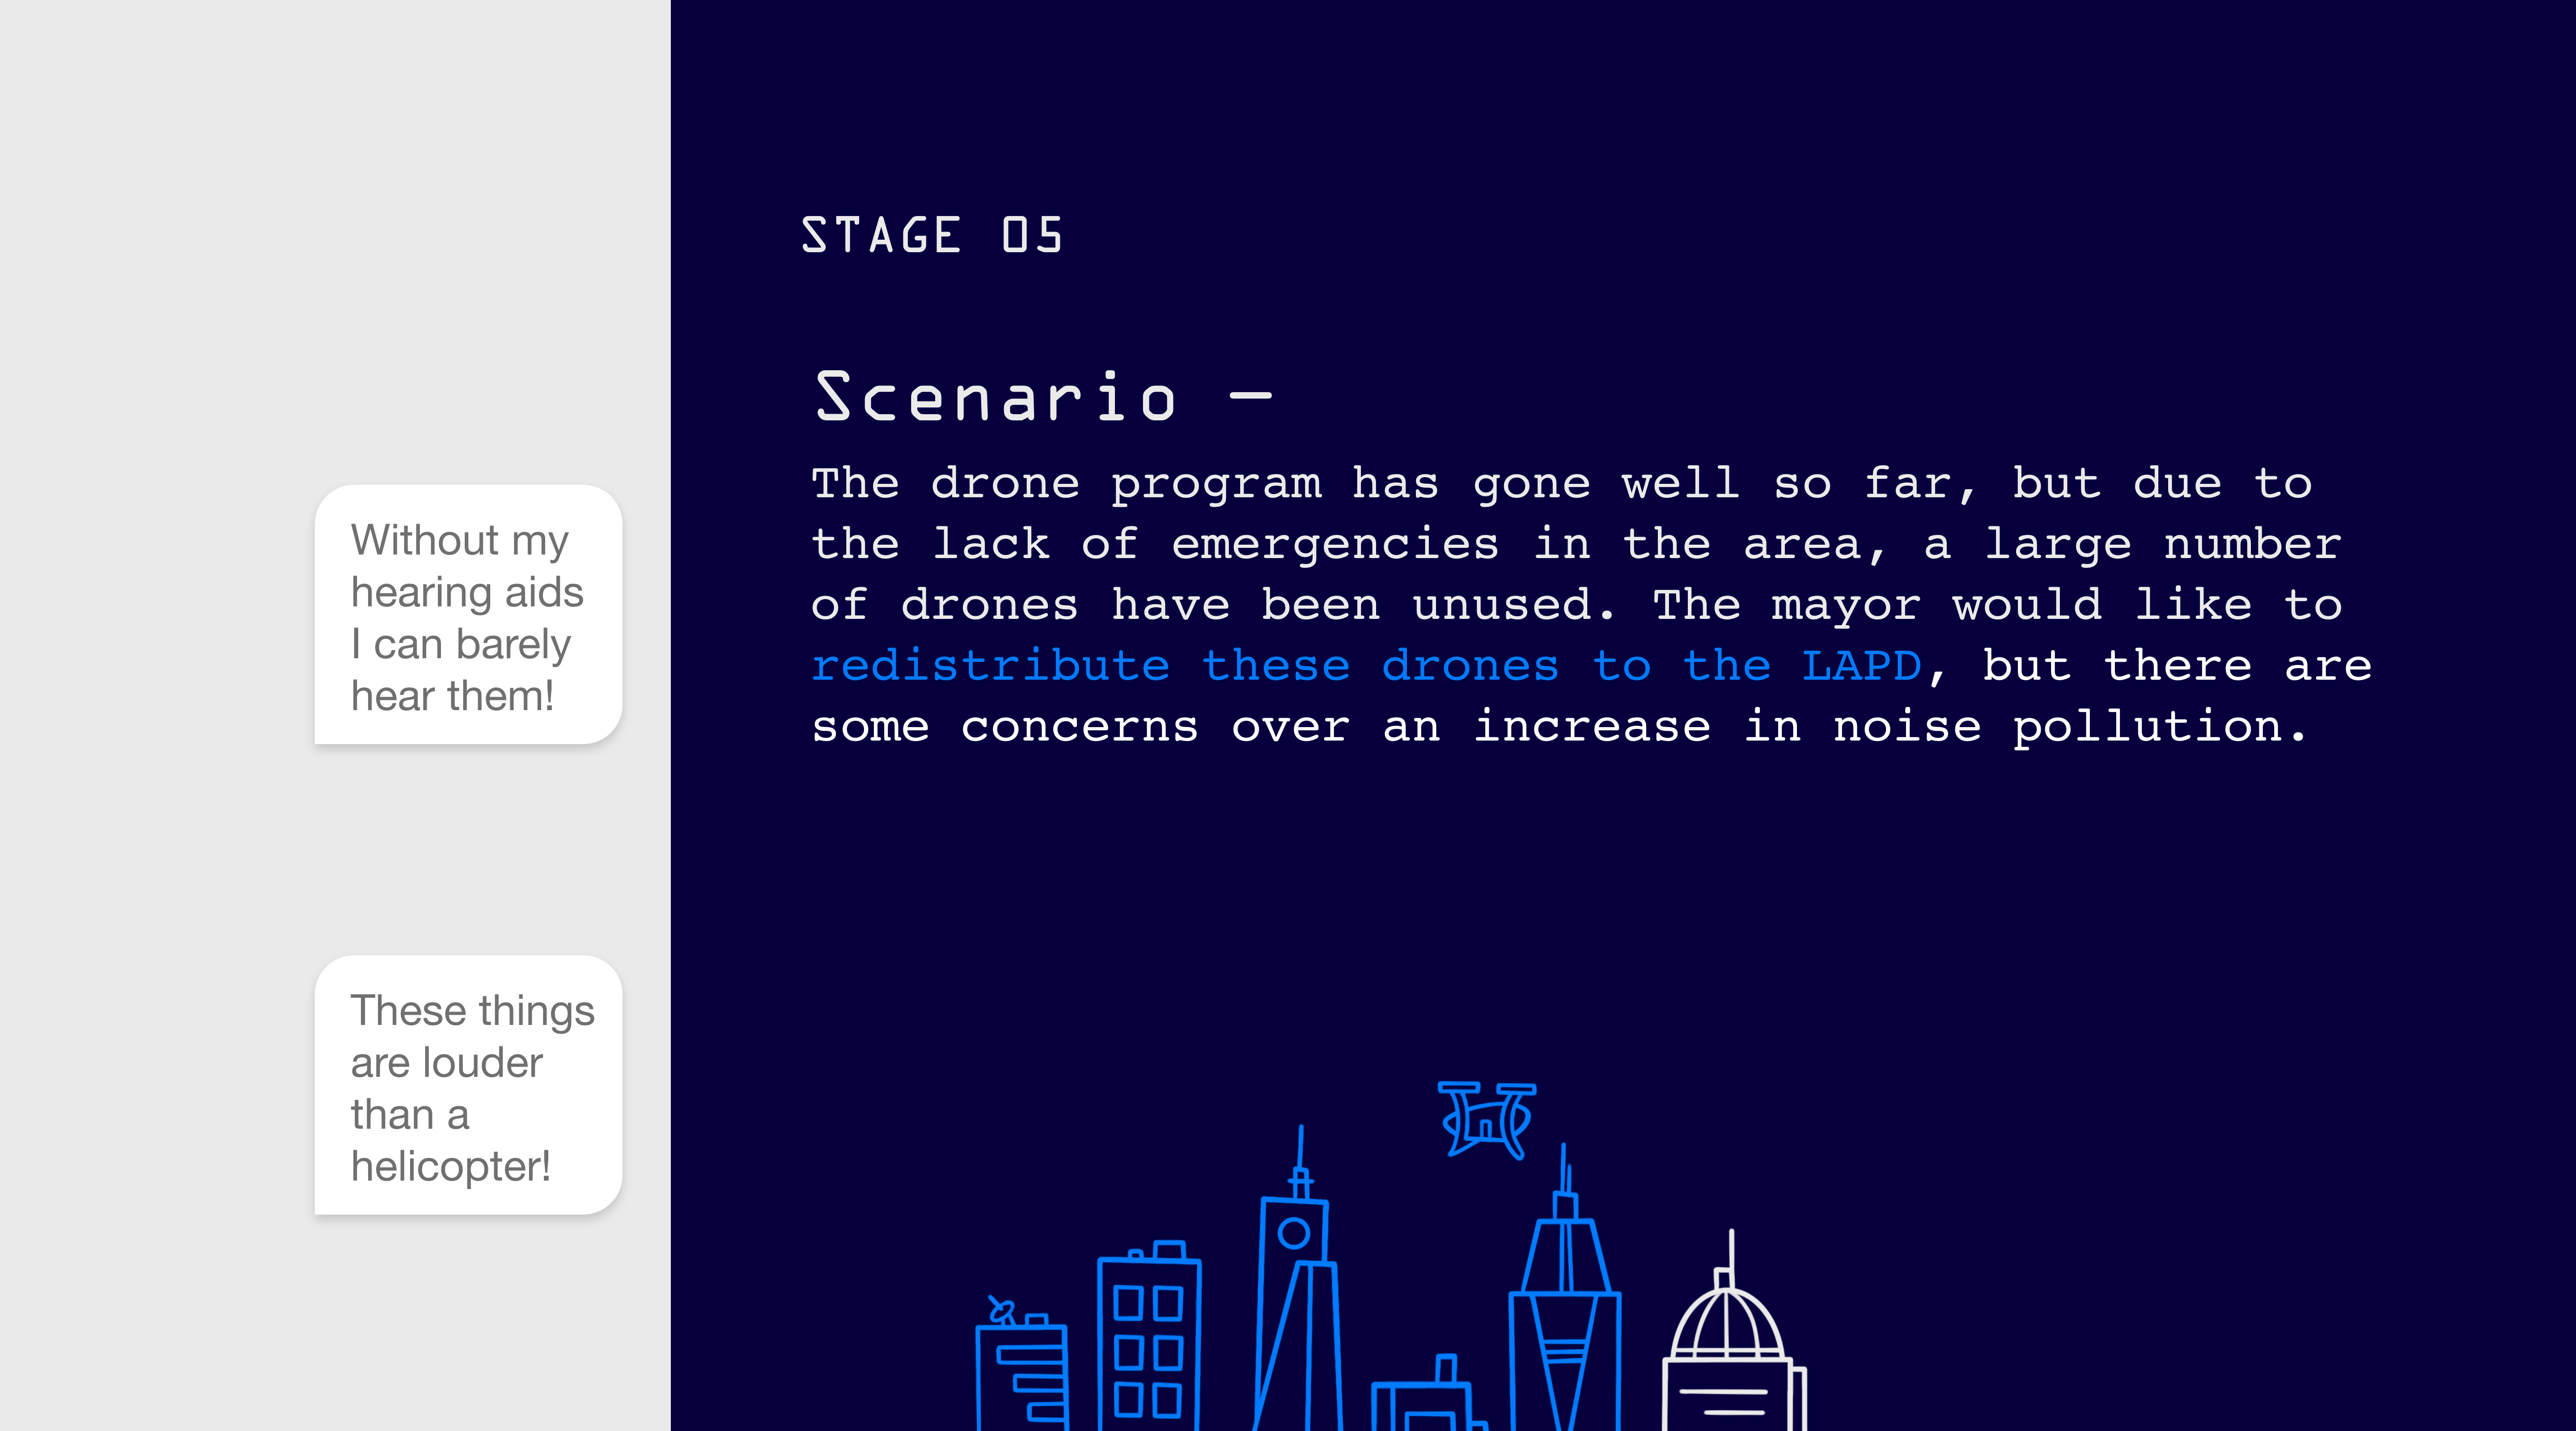 Without my
hearing aids
I can barely
hear them!
These things
are louder
than a
helicopter!
STAGE 05
Scenario —
The drone program has gone well so far, but due to
the lack of emergencies in the area, a large number
of drones have been unused. The mayor would like to
redistribute these drones to the LAPD, but there are
some concerns over an increase in noise pollution.